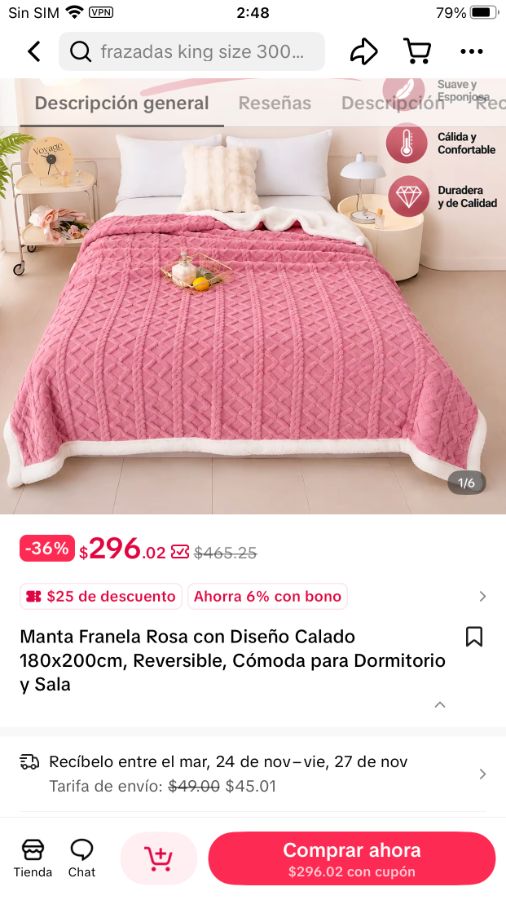 Sin SIM VPN 2:48 79%
frazadas king size 300...
Suave y
Esponjosa
Descripción general Reseñas Descripción Rec
Voyage
Cálida y
Confortable
Duradera
y de Calidad
1/6
-36% $296.02 $465.25
$25 de descuento Ahorra 6% con bono
Manta Franela Rosa con Diseño Calado
180x200cm, Reversible, Cómoda para Dormitorio
y Sala
Recíbelo entre el mar, 24 de nov–vie, 27 de nov
Tarifa de envío: $49.00 $45.01
Comprar ahora
Tienda Chat $296.02 con cupón